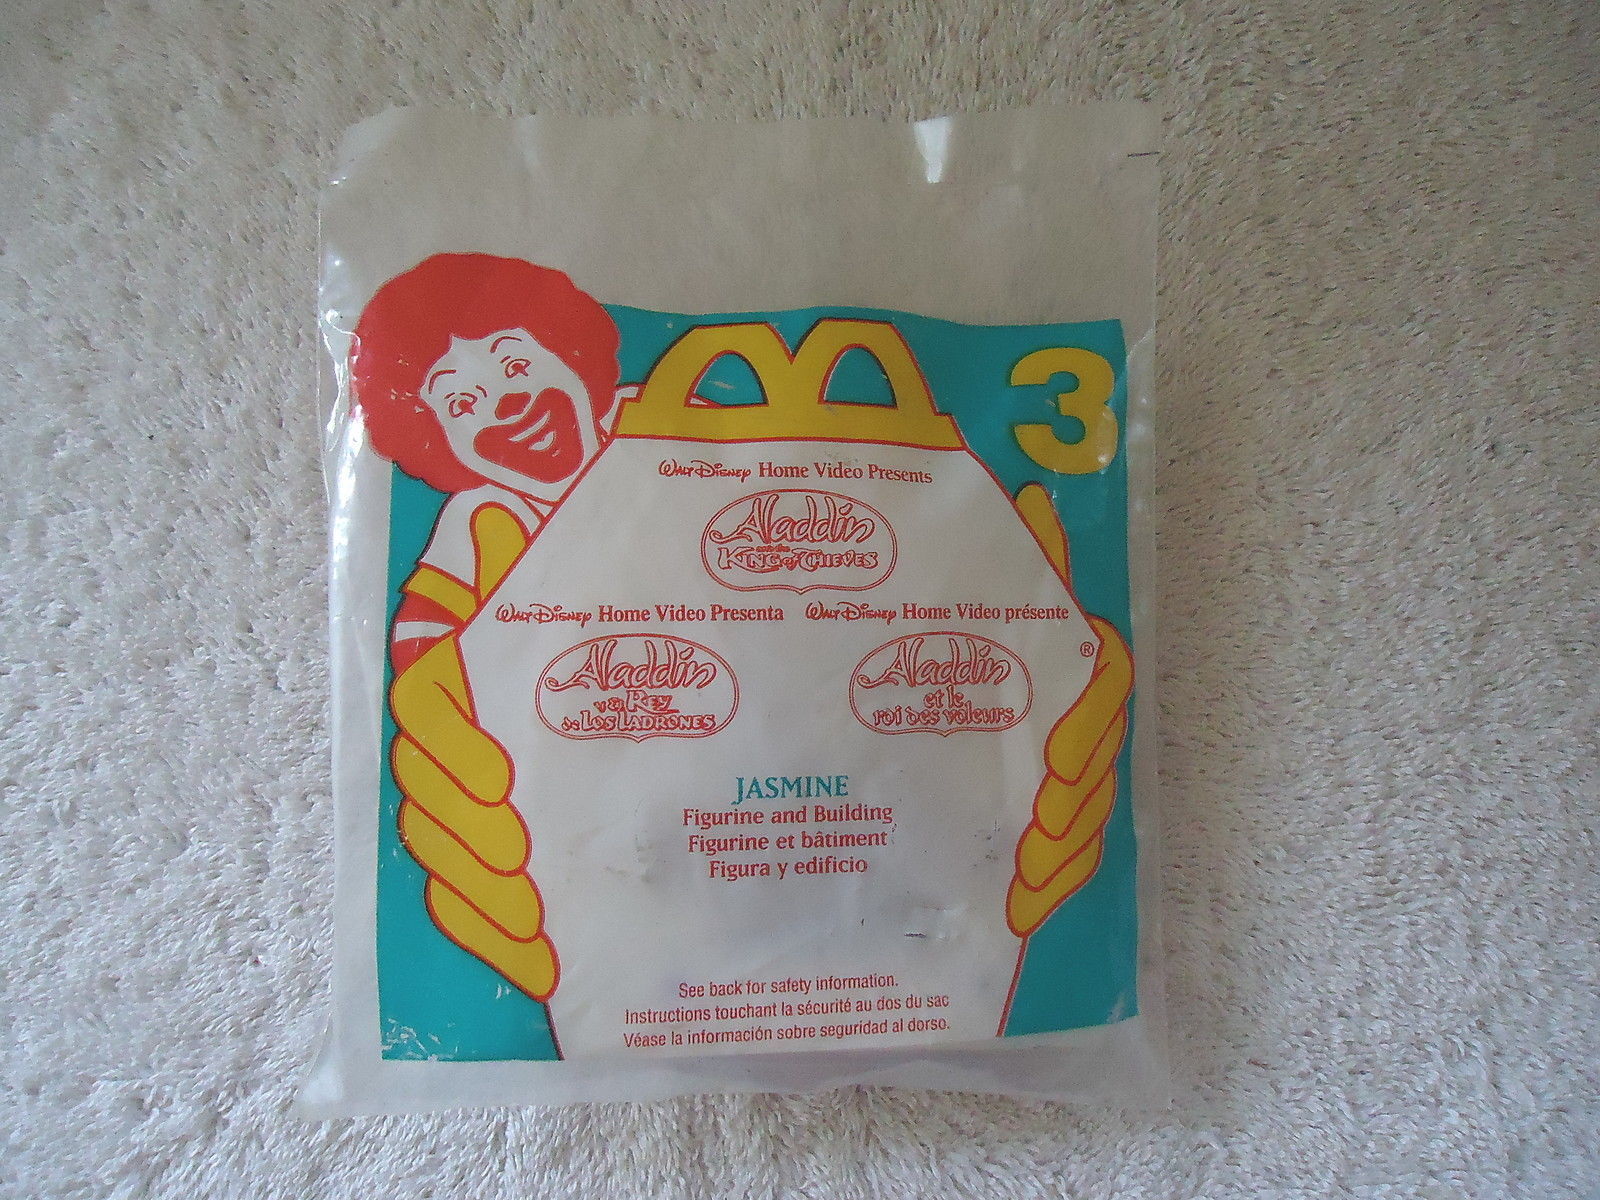 3
WALT DISNEY Home Video Presents
Aladdin
and the
KING of THIEVES
WALT DISNEY Home Video Presenta
WALT DISNEY Home Video présente
Aladdin
y el REY
de LOS LADRONES
Aladdin
et le
roi des voleurs
®
JASMINE
Figurine and Building
Figurine et bâtiment
Figura y edificio
See back for safety information.
Instructions touchant la sécurité au dos du sac
Véase la información sobre seguridad al dorso.